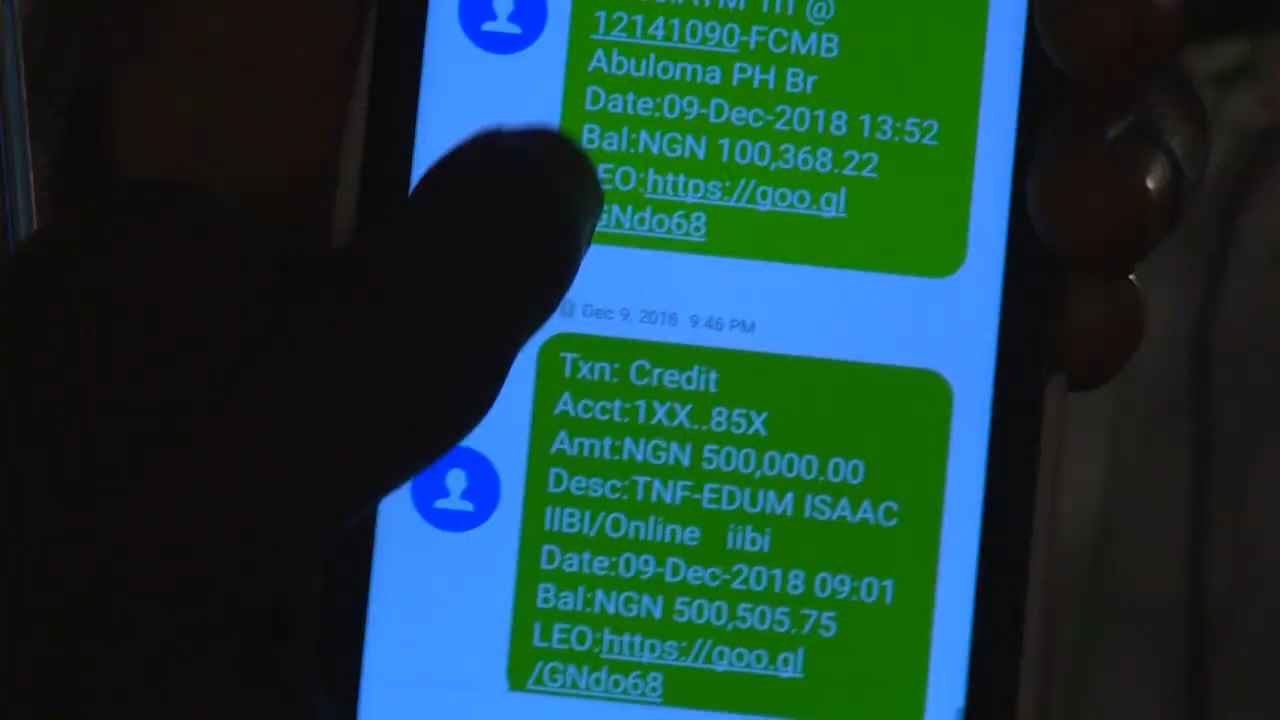 @
12141090-FCMB
Abuloma PH Br
Date:09-Dec-2018 13:52
Bal:NGN 100,368.22
EO:https://goo.gl
GNdo68
Dec 9, 2018 9:46 PM
Txn: Credit
Acct:1XX..85X
Amt:NGN 500,000.00
Desc:TNF-EDUM ISAAC
IIBI/Online iibi
Date:09-Dec-2018 09:01
Bal:NGN 500,505.75
LEO:https://goo.gl
/GNdo68